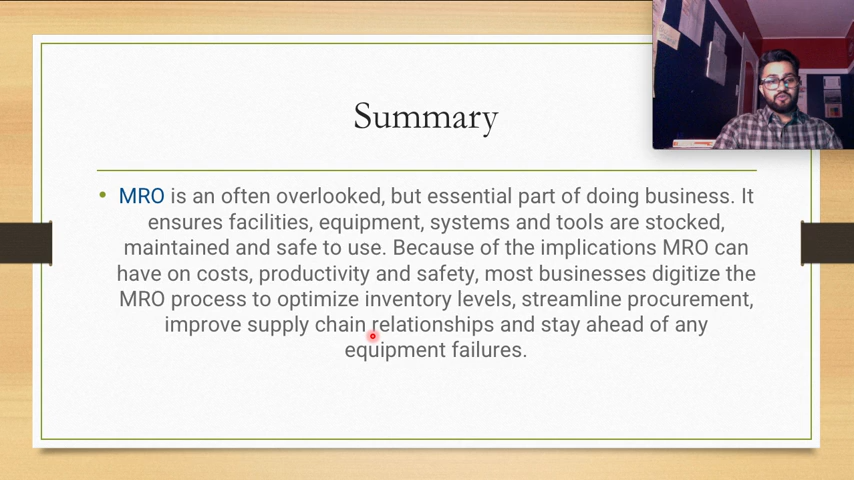 Summary
• MRO is an often overlooked, but essential part of doing business. It
ensures facilities, equipment, systems and tools are stocked,
maintained and safe to use. Because of the implications MRO can
have on costs, productivity and safety, most businesses digitize the
MRO process to optimize inventory levels, streamline procurement,
improve supply chain relationships and stay ahead of any
equipment failures.